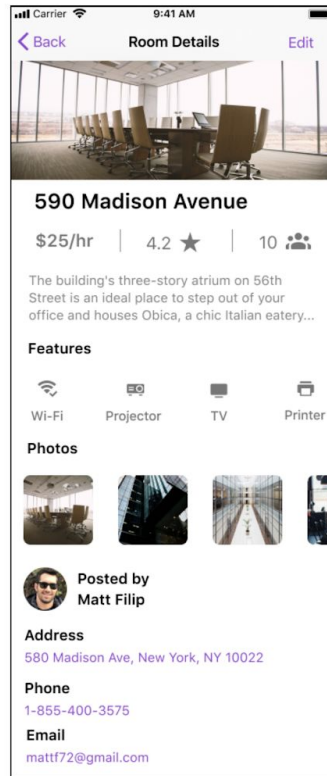 Carrier 9:41 AM
Back Room Details Edit
590 Madison Avenue
$25/hr 4.2 10
The building's three-story atrium on 56th
Street is an ideal place to step out of your
office and houses Obica, a chic Italian eatery...
Features
Wi-Fi Projector TV Printer
Photos
Posted by
Matt Filip
Address
580 Madison Ave, New York, NY 10022
Phone
1-855-400-3575
Email
mattf72@gmail.com